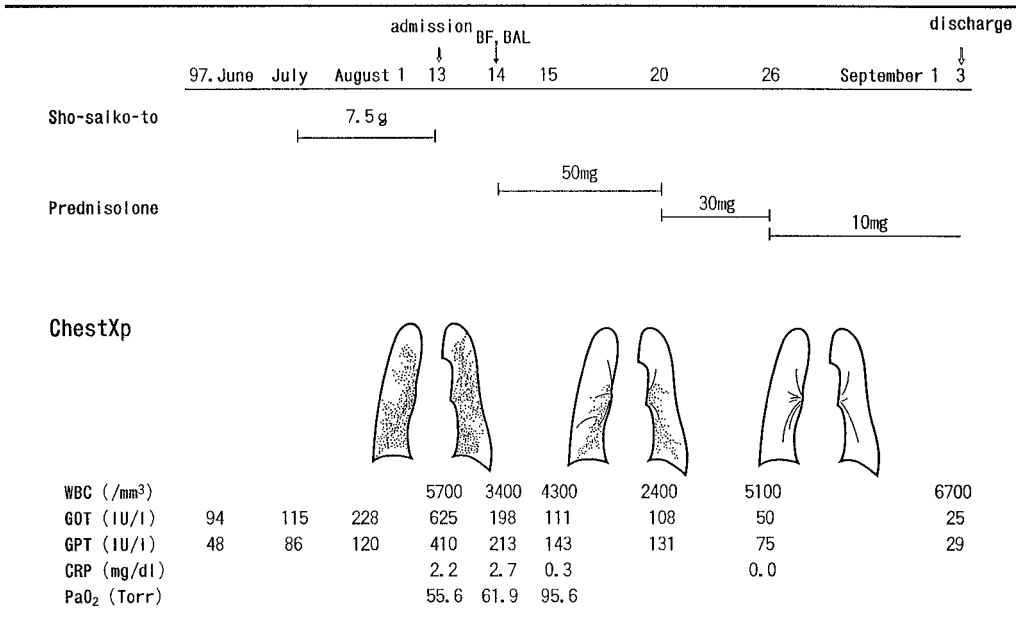 admission BF, BAL discharge
97. June July August 1 13 14 15 20 26 September 1 3
Sho-saiko-to 7.5g
50mg
Prednisolone 30mg
10mg
ChestXp
WBC (/mm³) 5700 3400 4300 2400 5100 6700
GOT (IU/l) 94 115 228 625 198 111 108 50 25
GPT (IU/l) 48 86 120 410 213 143 131 75 29
CRP (mg/dl) 2.2 2.7 0.3 0.0
PaO₂ (Torr) 55.6 61.9 95.6